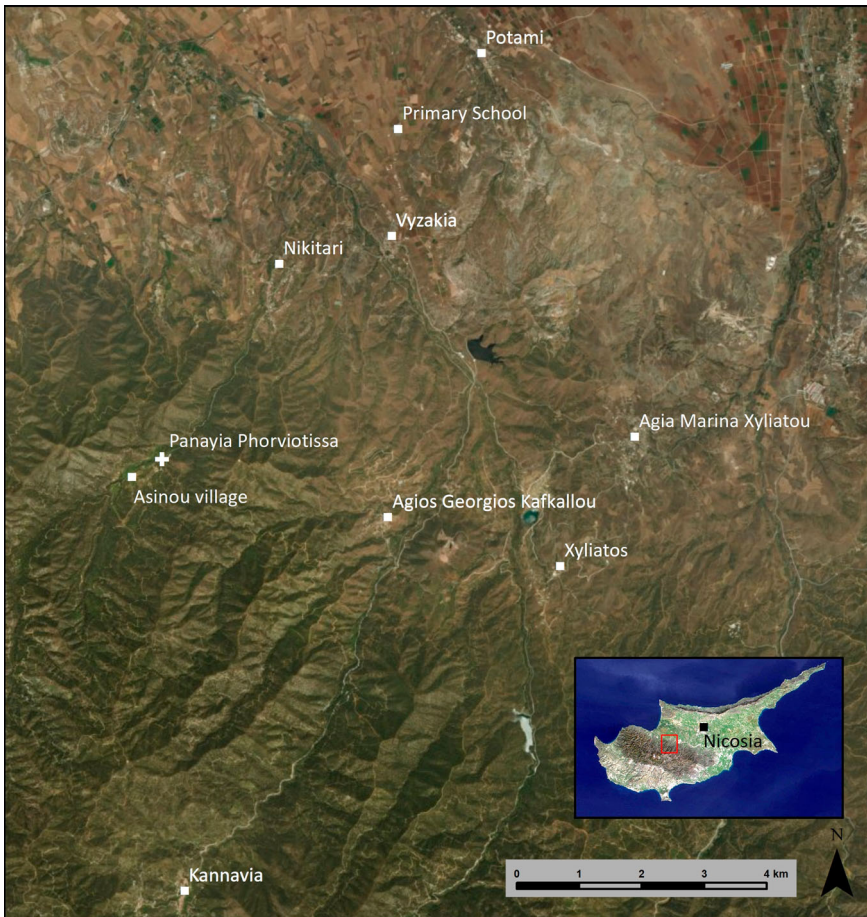 Potami
Primary School
Vyzakia
Nikitari
Agia Marina Xyliatou
Panayia Phorviotissa
Asinou village
Agios Georgios Kafkallou
Xyliatos
Nicosia
N
0 1 2 3 4 km
Kannavia